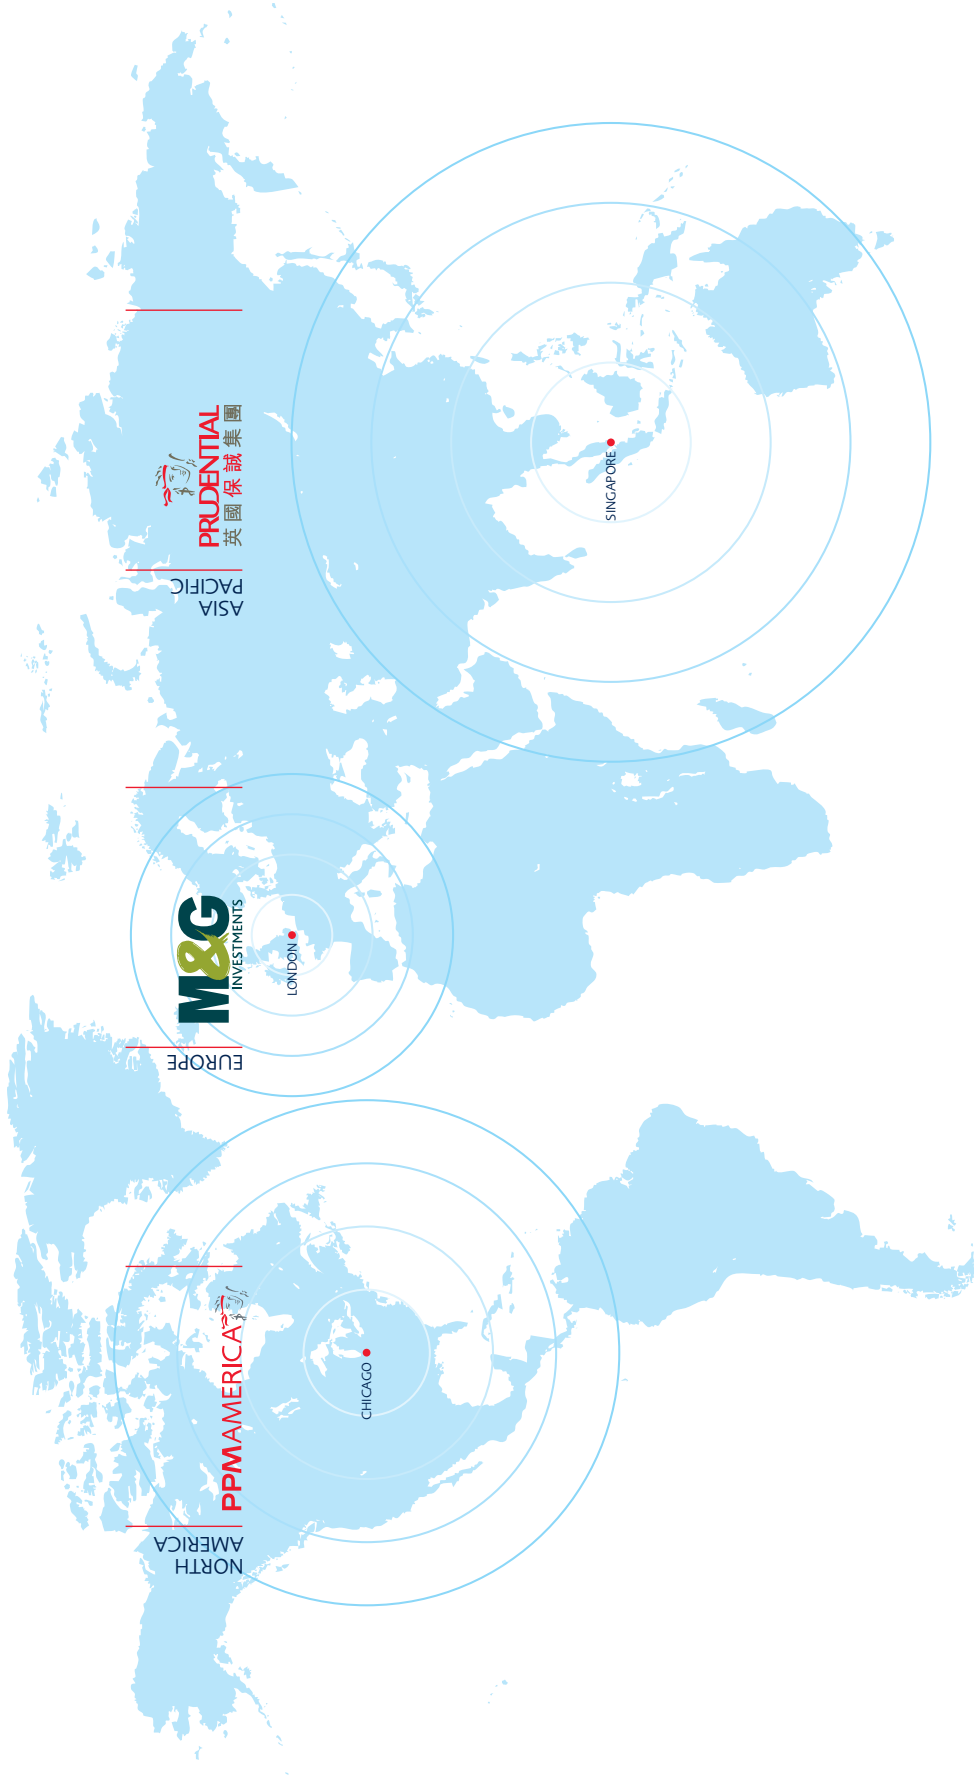 NORTH
AMERICA
PPMAMERICA
CHICAGO
EUROPE
M&G
INVESTMENTS
LONDON
ASIA
PACIFIC
PRUDENTIAL
英國保誠集團
SINGAPORE